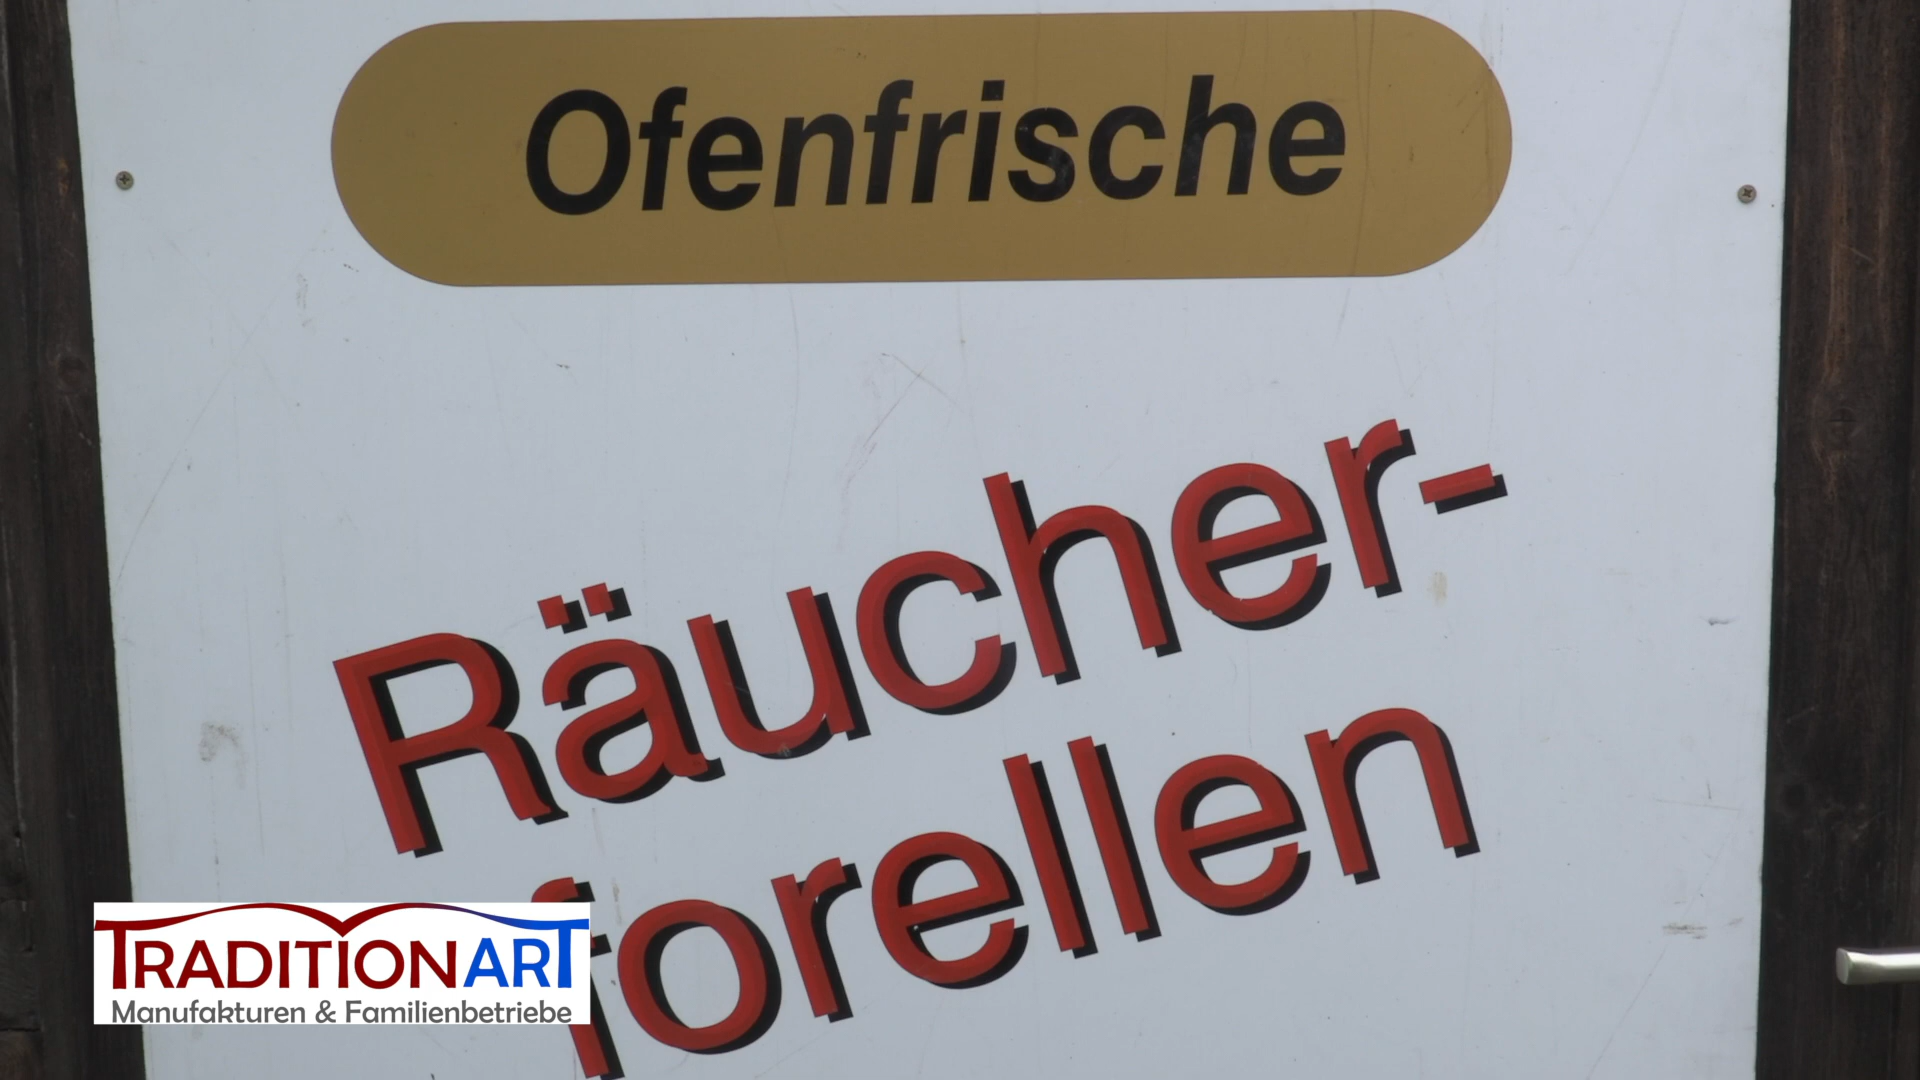 Ofenfrische
Räucher-
forellen
TRADITIONART
Manufakturen & Familienbetriebe